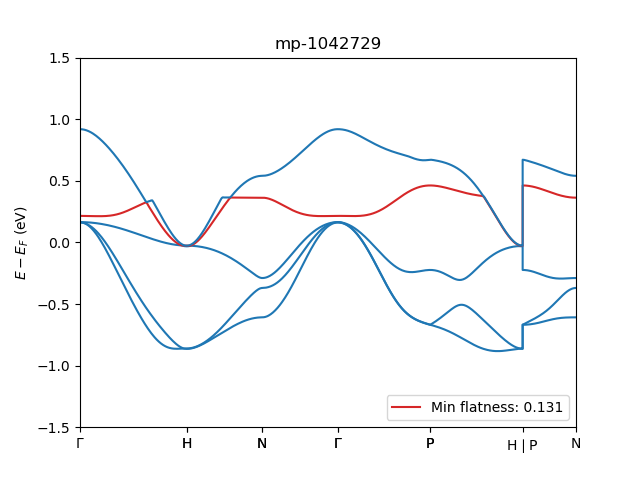 mp-1042729
1.5
1.0
0.5
0.0
−0.5
−1.0
−1.5
E − E_F (eV)
Min flatness: 0.131
Γ H N Γ P H | P N